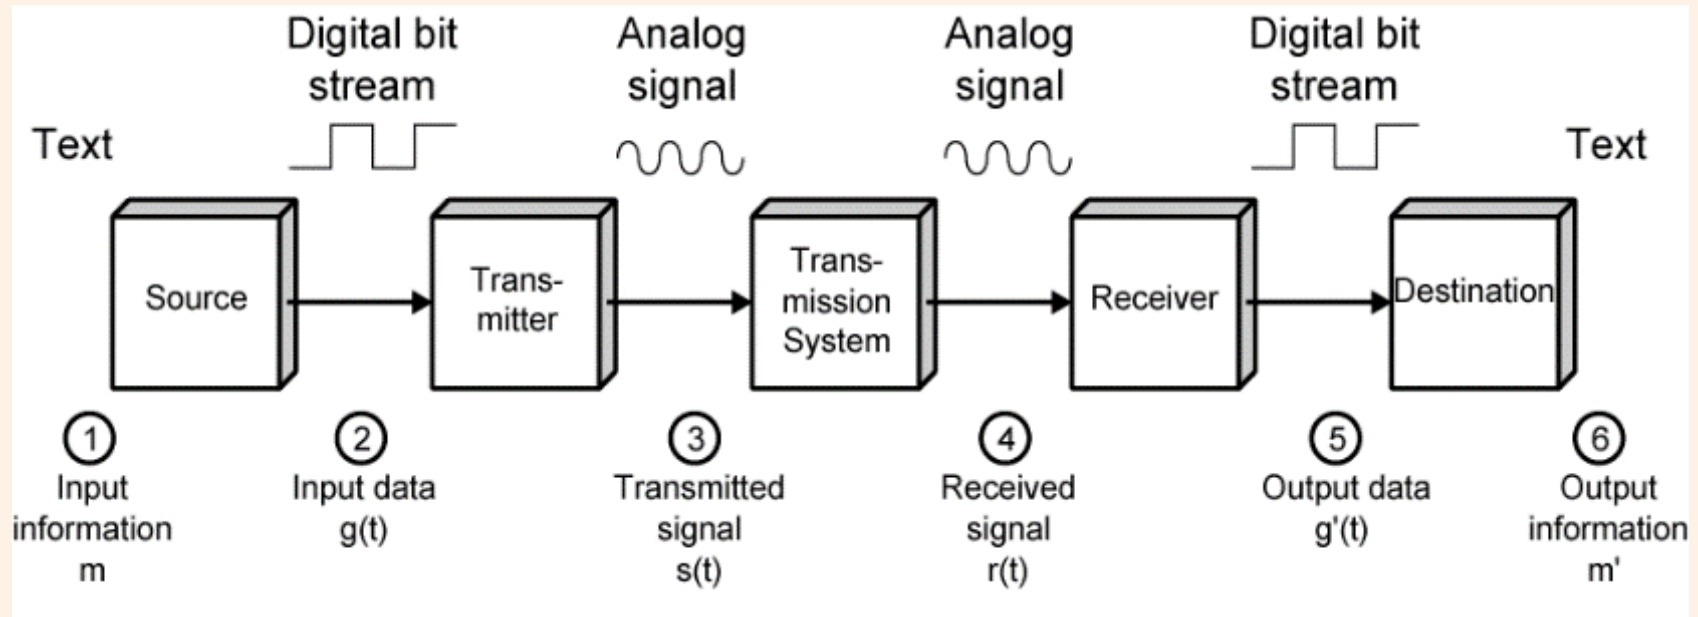 Digital bit
stream
Analog
signal
Analog
signal
Digital bit
stream
Text
Text
Source
Trans-
mitter
Trans-
mission
System
Receiver
Destination
1
Input
information
m
2
Input data
g(t)
3
Transmitted
signal
s(t)
4
Received
signal
r(t)
5
Output data
g'(t)
6
Output
information
m'